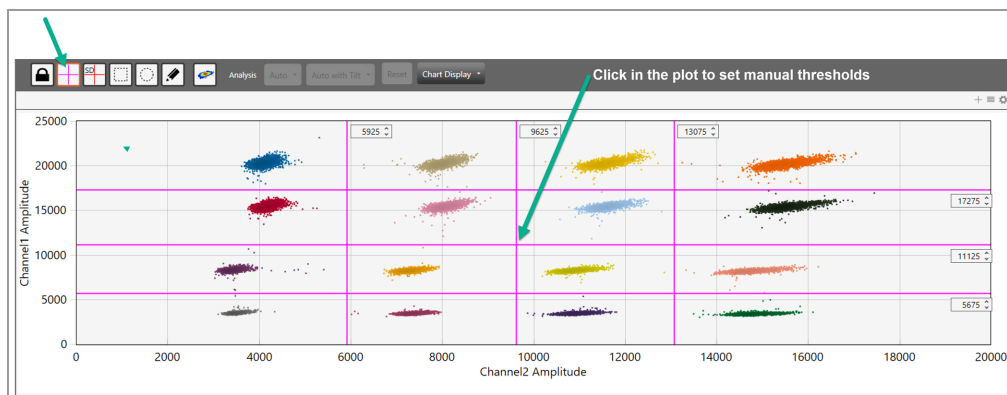 SD
Analysis
Auto
Auto with Tilt
Reset
Chart Display
Click in the plot to set manual thresholds
25000
20000
15000
10000
5000
0
Channel1 Amplitude
5925
9625
13075
17275
11125
5675
0
2000
4000
6000
8000
10000
12000
14000
16000
18000
20000
Channel2 Amplitude